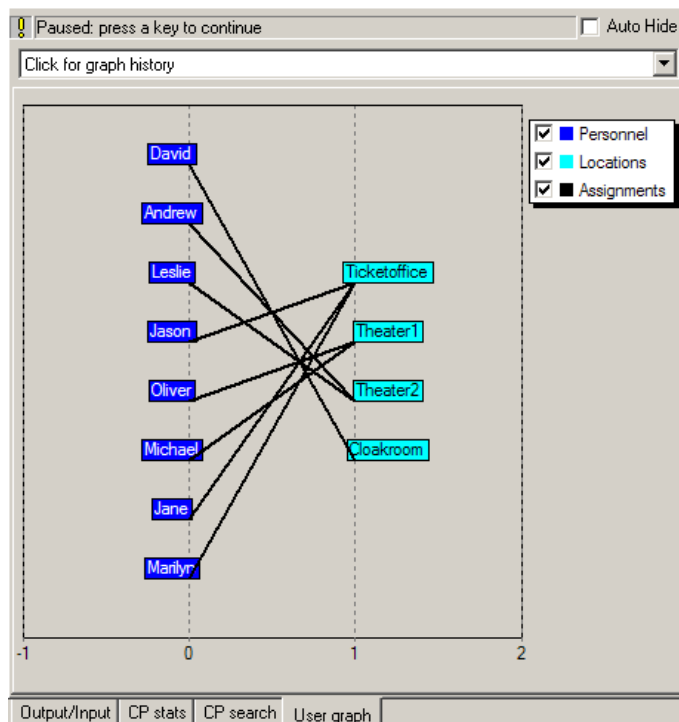 Paused: press a key to continue
Auto Hide
Click for graph history
David
Andrew
Leslie
Jason
Oliver
Michael
Jane
Marilyn
Ticketoffice
Theater1
Theater2
Cloakroom
Personnel
Locations
Assignments
-1 0 1 2
Output/Input CP stats CP search User graph